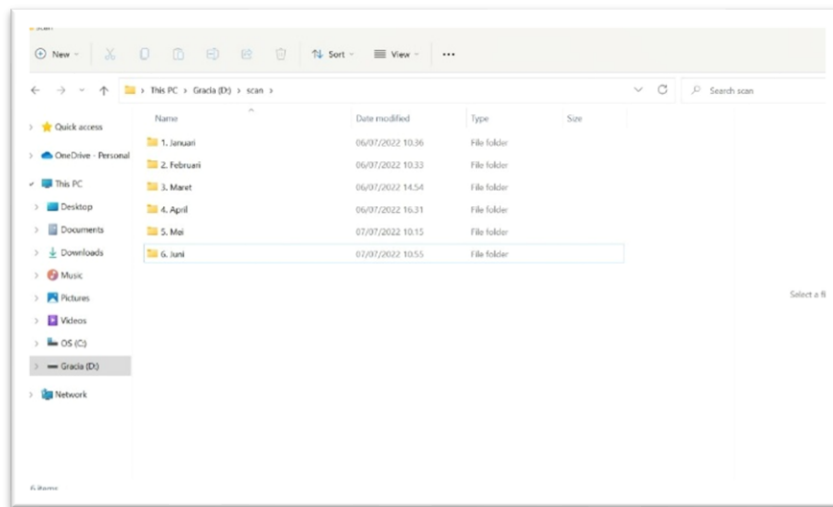 New
Sort
View
•••
This PC > Gracia (D:) > scan >
Search scan
Name Date modified Type Size
Quick access
OneDrive - Personal
This PC
Desktop
Documents
Downloads
Music
Pictures
Videos
OS (C:)
Gracia (D:)
Network
1. Januari 06/07/2022 10.36 File folder
2. Februari 06/07/2022 10.33 File folder
3. Maret 06/07/2022 14.54 File folder
4. April 06/07/2022 16.31 File folder
5. Mei 07/07/2022 10.15 File folder
6. Juni 07/07/2022 10.55 File folder
Select a
6 items